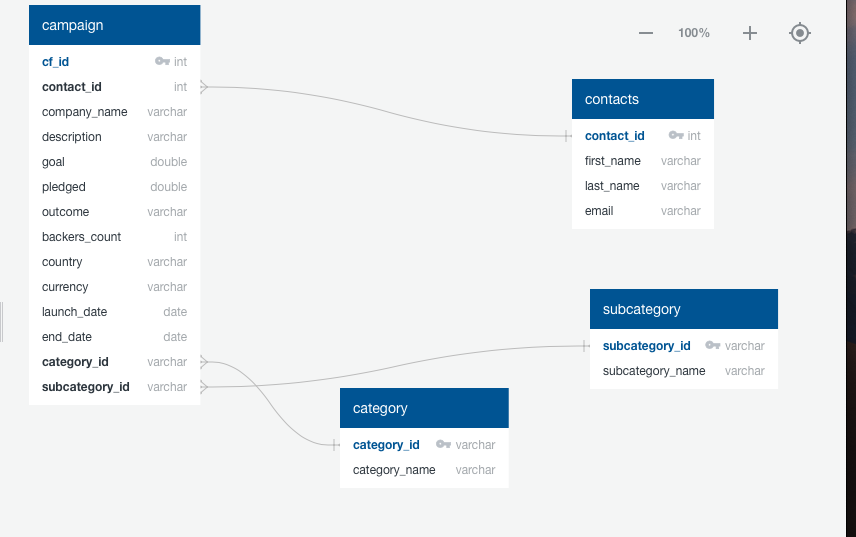 campaign
cf_id int
contact_id int
company_name varchar
description varchar
goal double
pledged double
outcome varchar
backers_count int
country varchar
currency varchar
launch_date date
end_date date
category_id varchar
subcategory_id varchar
100%
contacts
contact_id int
first_name varchar
last_name varchar
email varchar
subcategory
subcategory_id varchar
subcategory_name varchar
category
category_id varchar
category_name varchar